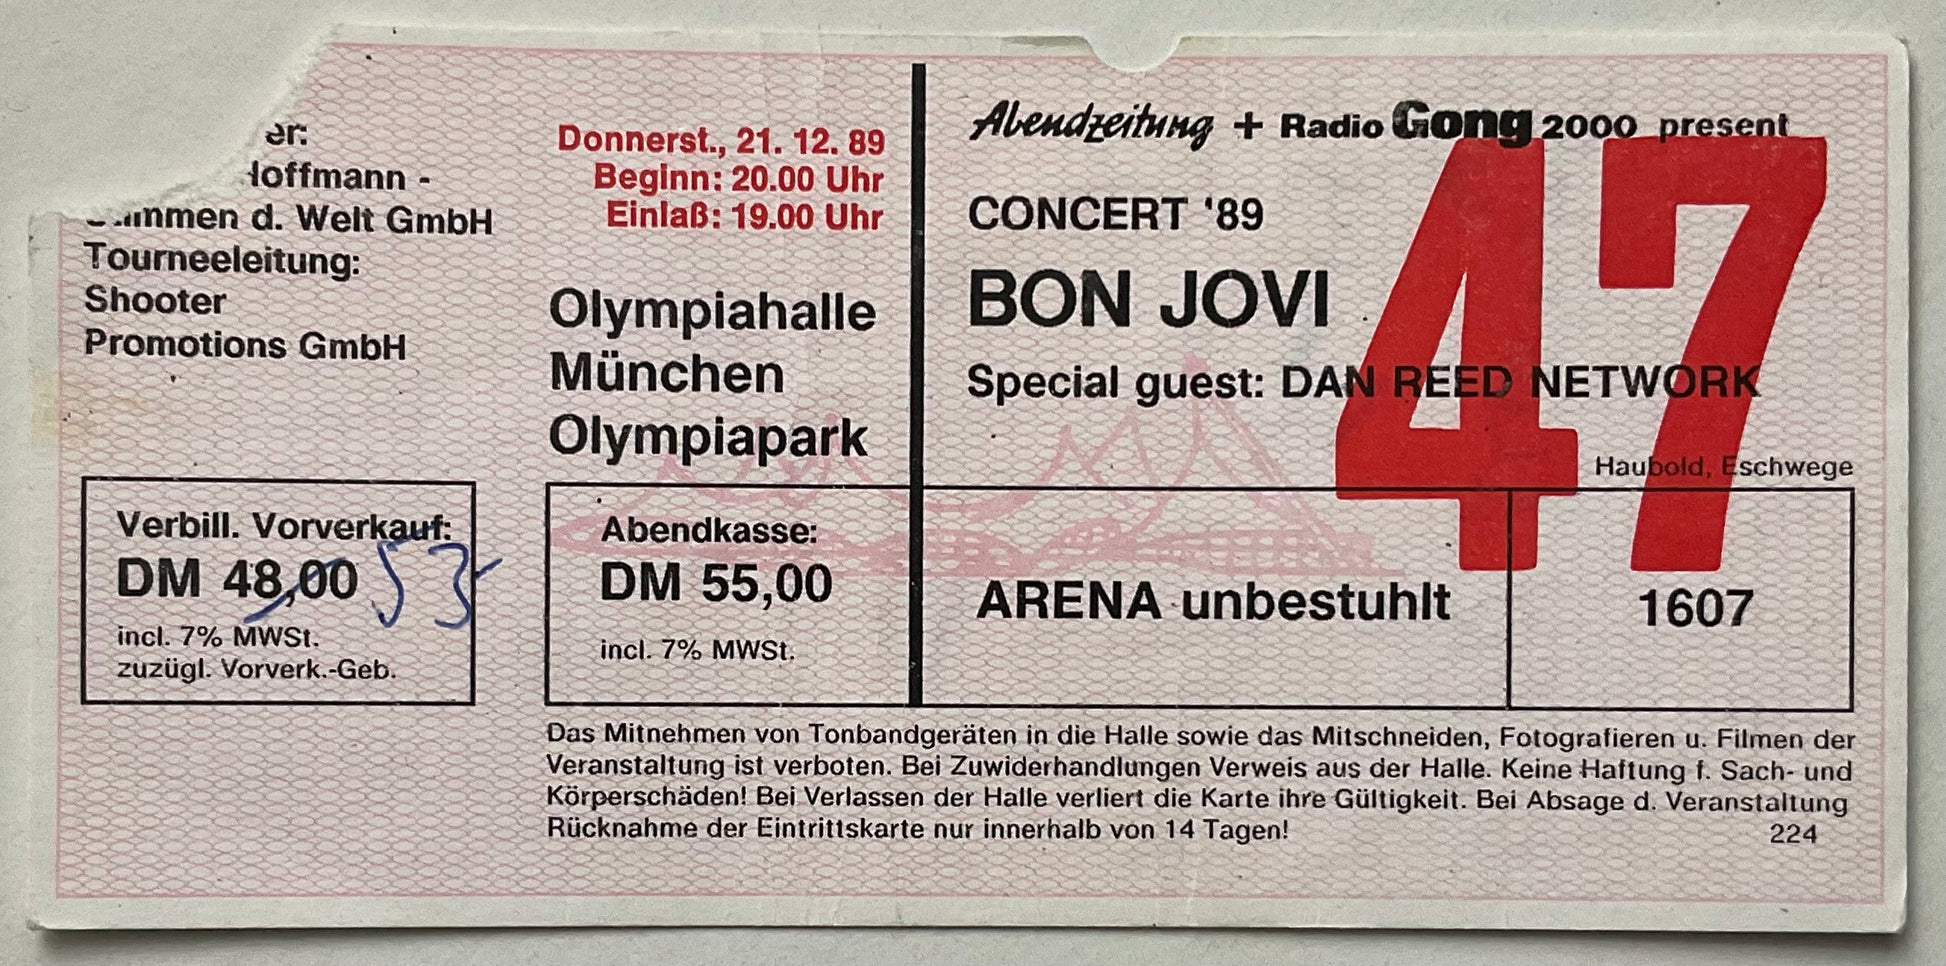 er:
Hoffmann -
Stimmen d. Welt GmbH
Tourneeleitung:
Shooter
Promotions GmbH
Verbill. Vorverkauf:
DM 48,00 53,-
incl. 7% MWSt.
zuzügl. Vorverk.-Geb.
Donnerst., 21. 12. 89
Beginn: 20.00 Uhr
Einlaß: 19.00 Uhr
Olympiahalle
München
Olympiapark
Abendkasse:
DM 55,00
incl. 7% MWSt.
Abendzeitung + Radio Gong 2000 present
47
CONCERT '89
BON JOVI
Special guest: DAN REED NETWORK
Haubold, Eschwege
ARENA unbestuhlt
1607
Das Mitnehmen von Tonbandgeräten in die Halle sowie das Mitschneiden, Fotografieren u. Filmen der
Veranstaltung ist verboten. Bei Zuwiderhandlungen Verweis aus der Halle. Keine Haftung f. Sach- und
Körperschäden! Bei Verlassen der Halle verliert die Karte ihre Gültigkeit. Bei Absage d. Veranstaltung
Rücknahme der Eintrittskarte nur innerhalb von 14 Tagen!
224